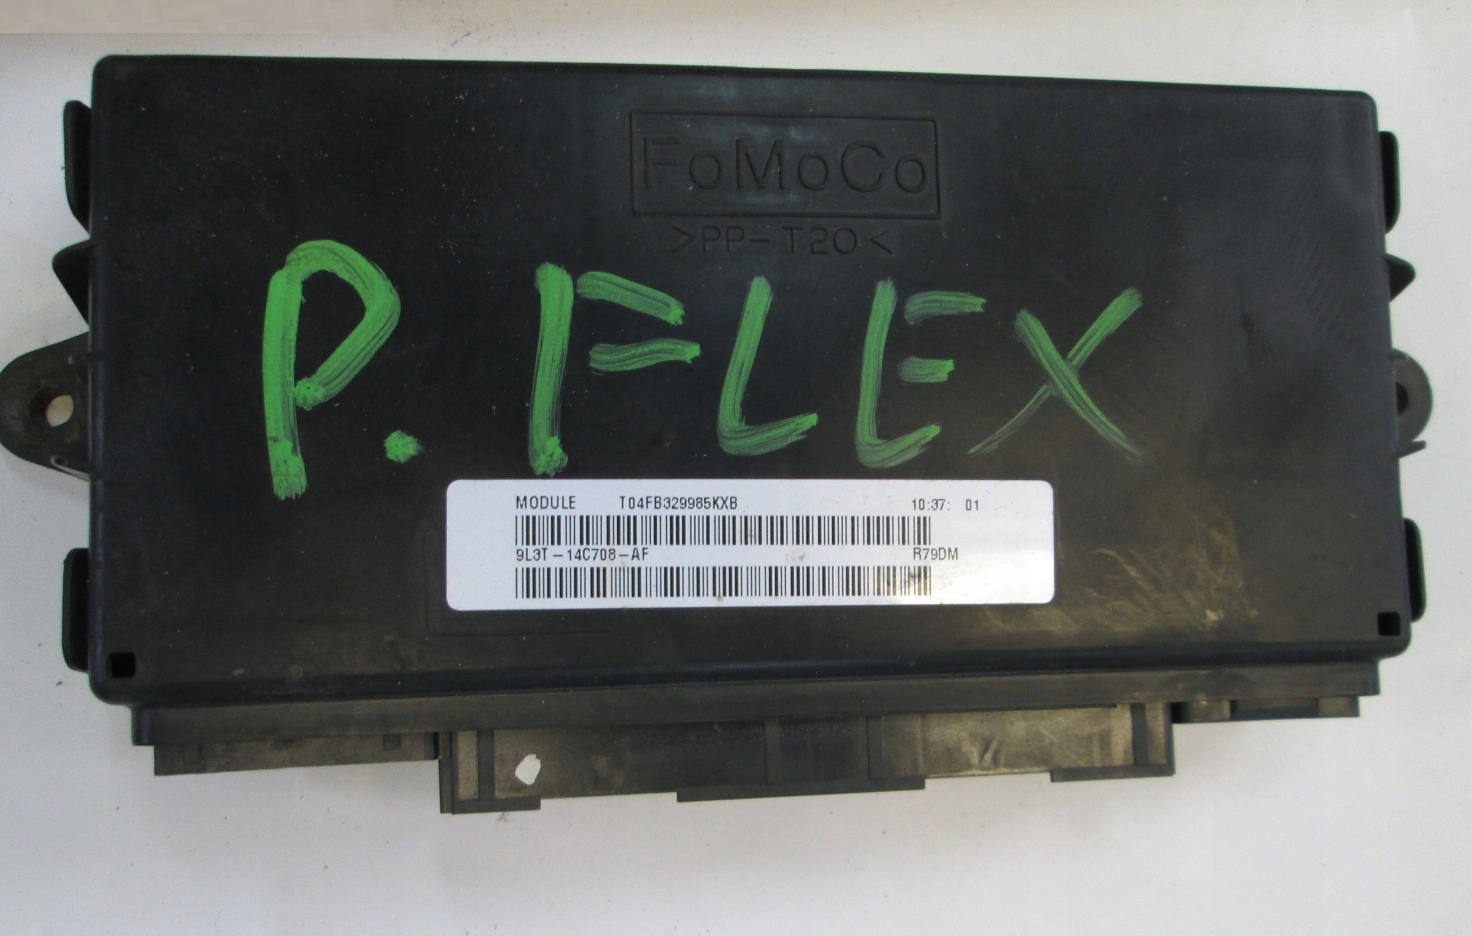 FoMoCo
>PP-T20<
P. FLEX
MODULE T04FB329985KXB 10:37: 01
9L3T-14C708-AF R79DM